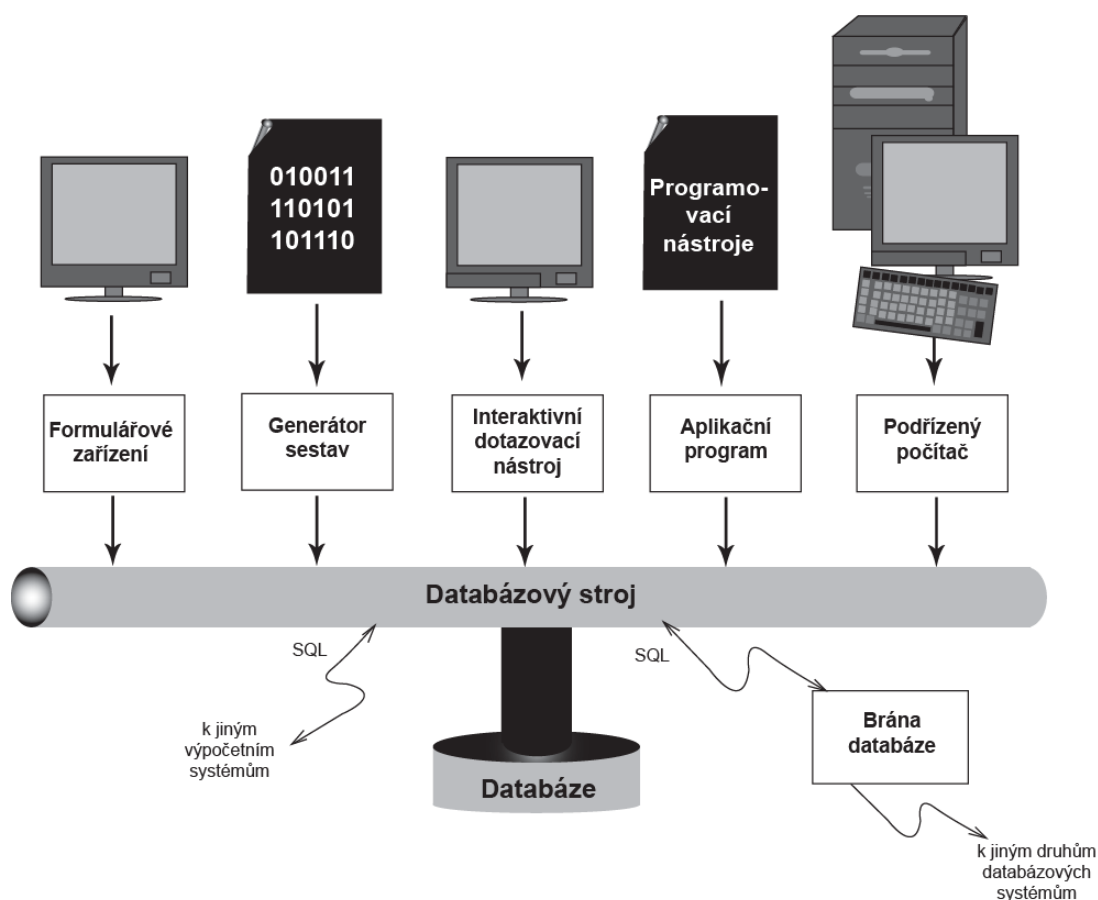 010011
110101
101110
Programo-
vací
nástroje
Formulářové
zařízení
Generátor
sestav
Interaktivní
dotazovací
nástroj
Aplikační
program
Podřízený
počítač
Databázový stroj
SQL
SQL
k jiným
výpočetním
systémům
Brána
databáze
Databáze
k jiným druhům
databázových
systémům